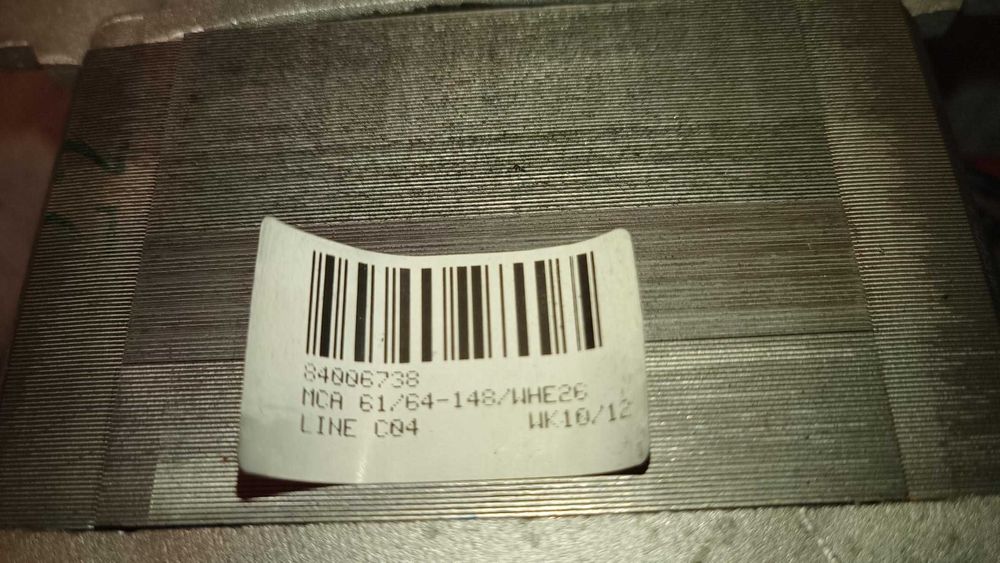 84006738
MCA 61/64-148/WHE26
LINE C04 WK10/12